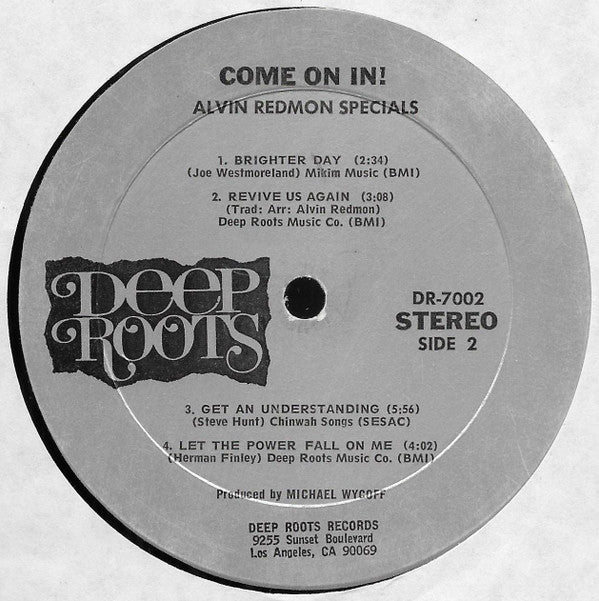 COME ON IN!
ALVIN REDMON SPECIALS
1. BRIGHTER DAY (2:34)
(Joe Westmoreland) Mikim Music (BMI)
2. REVIVE US AGAIN (3:08)
(Trad: Arr: Alvin Redmon)
Deep Roots Music Co. (BMI)
DEEP
ROOTS
DR-7002
STEREO
SIDE 2
3. GET AN UNDERSTANDING (5:56)
(Steve Hunt) Chinwah Songs (SESAC)
4. LET THE POWER FALL ON ME (4:02)
(Herman Finley) Deep Roots Music Co. (BMI)
Produced by MICHAEL WYCOFF
DEEP ROOTS RECORDS
9255 Sunset Boulevard
Los Angeles, CA 90069